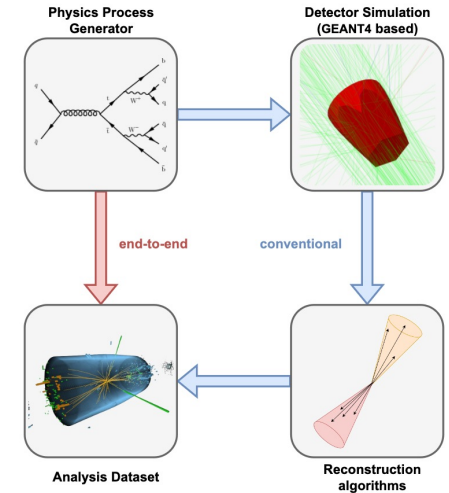 Physics Process
Generator
Detector Simulation
(GEANT4 based)
end-to-end
conventional
Analysis Dataset
Reconstruction
algorithms